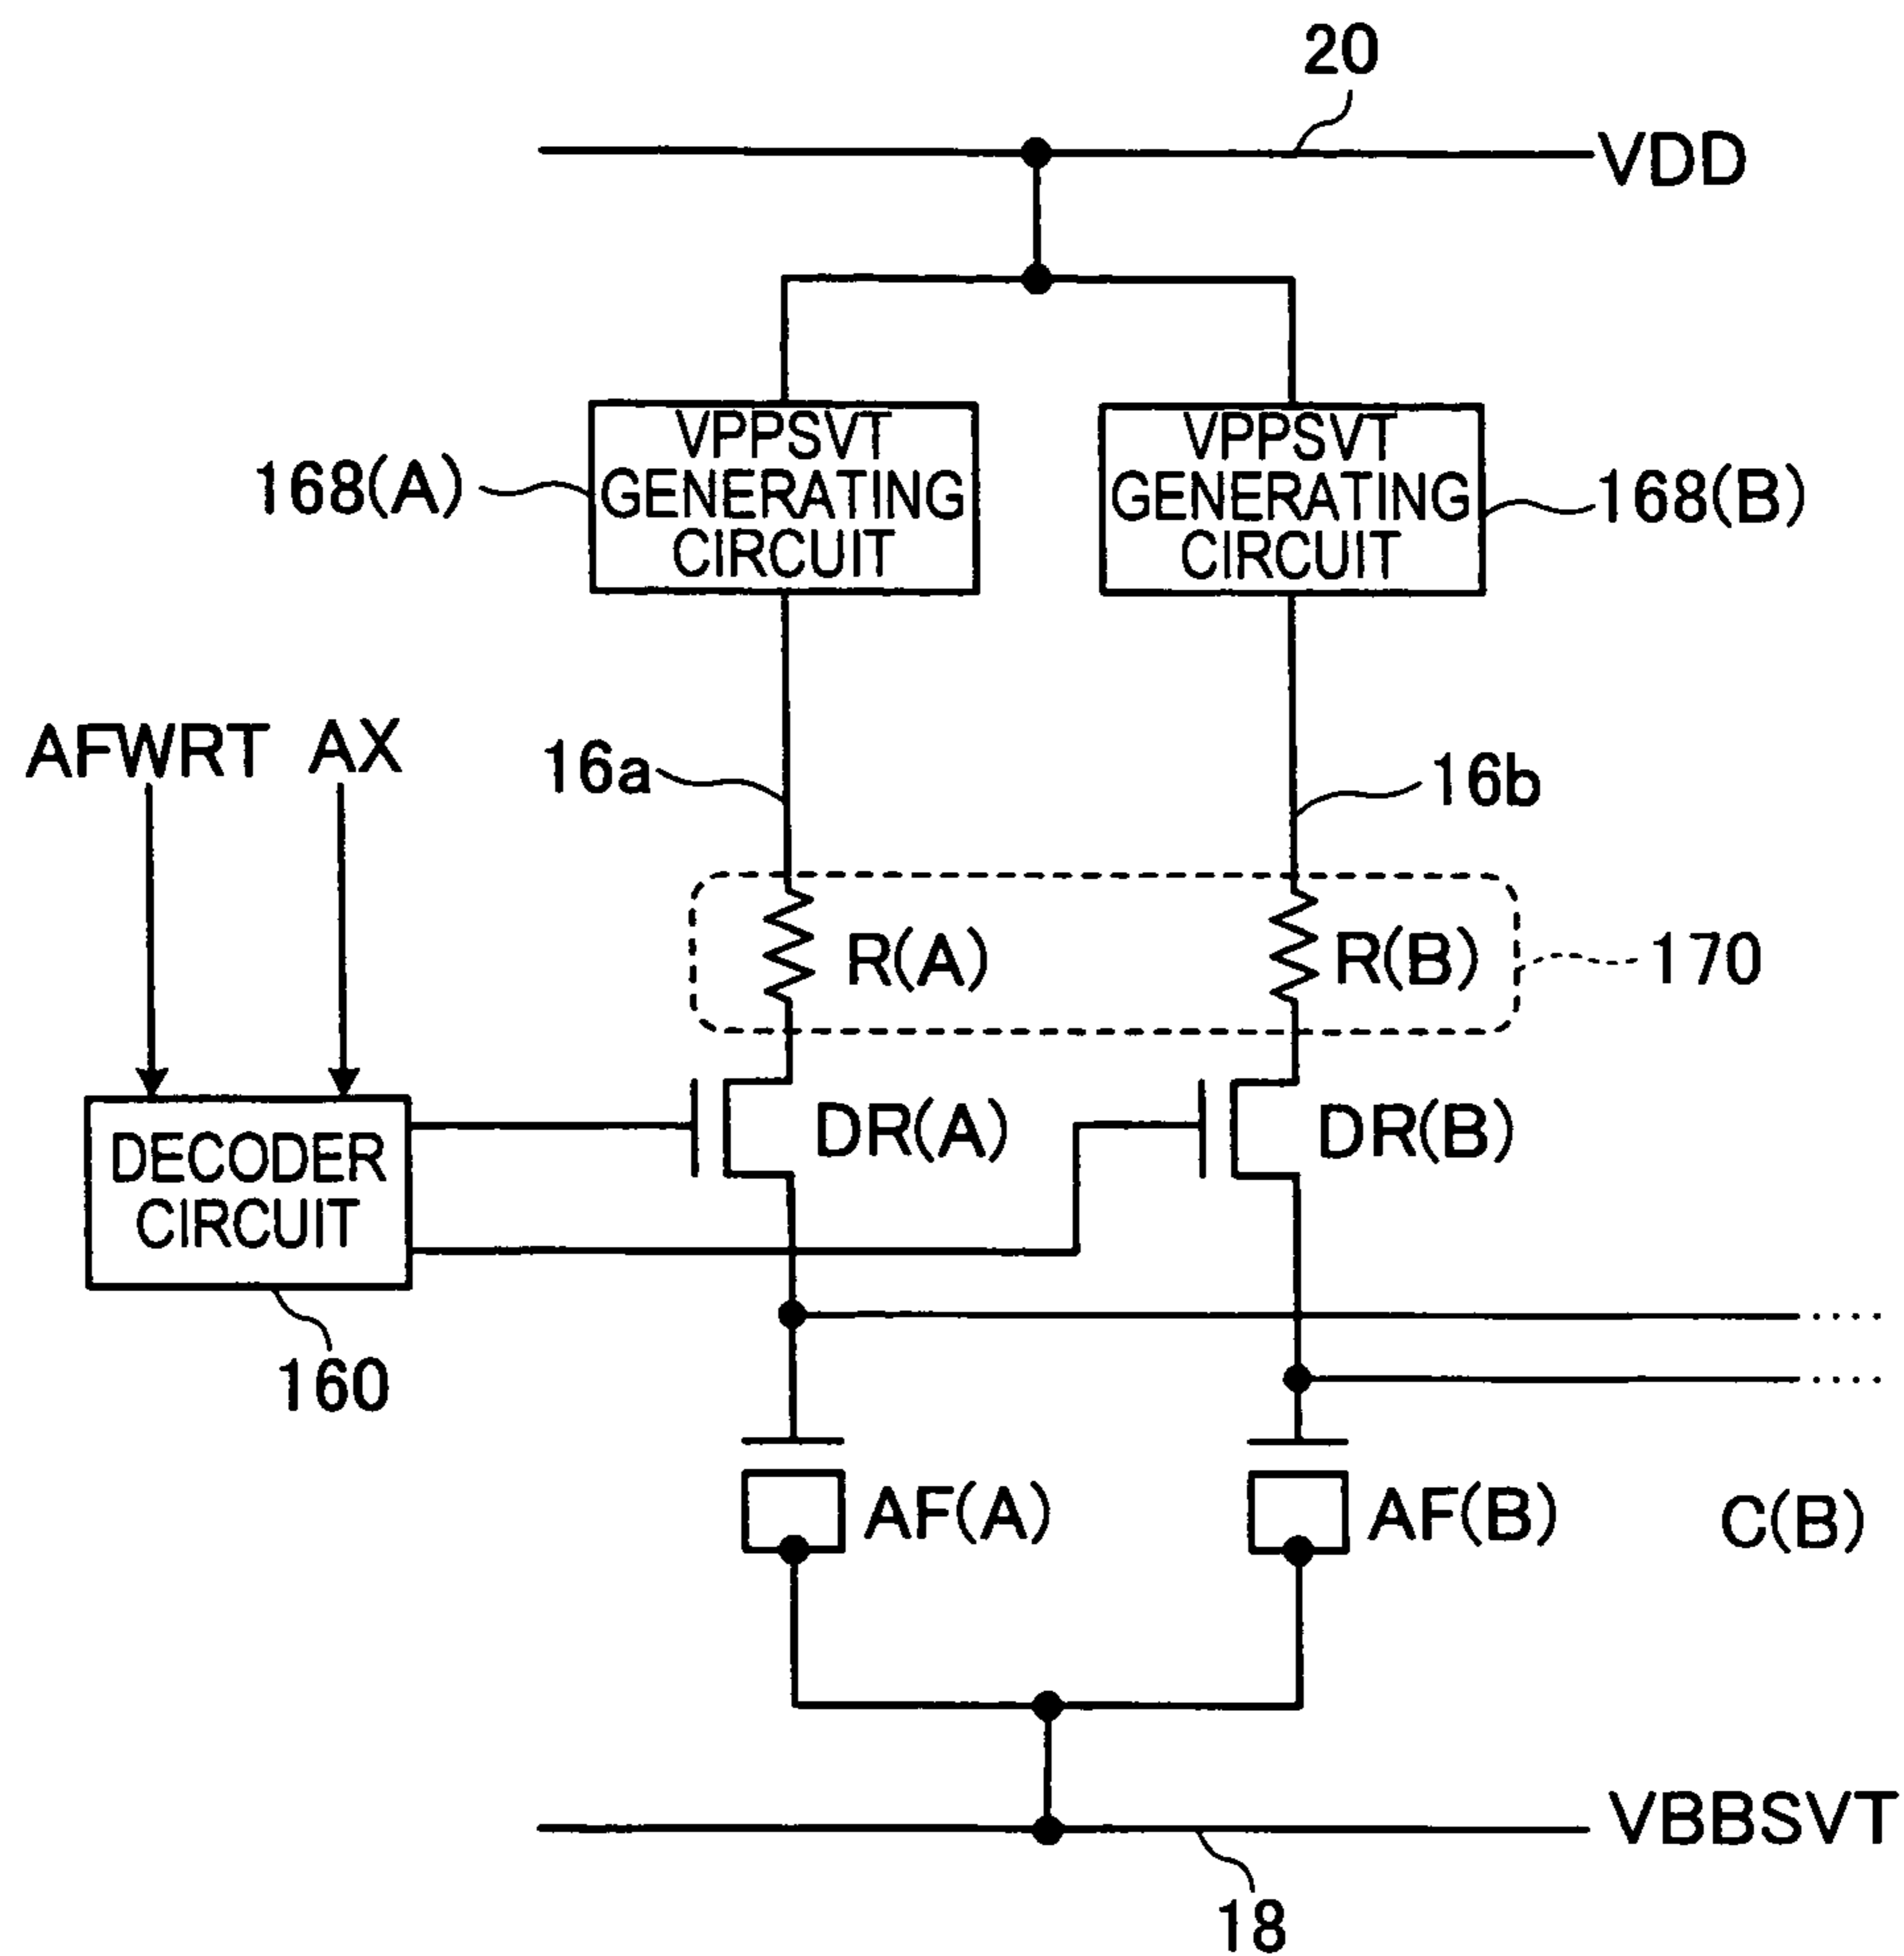 20
VDD
VPPSVT
GENERATING
CIRCUIT
VPPSVT
GENERATING
CIRCUIT
168(A)
168(B)
AFWRT
AX
16a
16b
R(A)
R(B)
170
DECODER
CIRCUIT
DR(A)
DR(B)
160
AF(A)
AF(B)
C(B)
VBBSVT
18